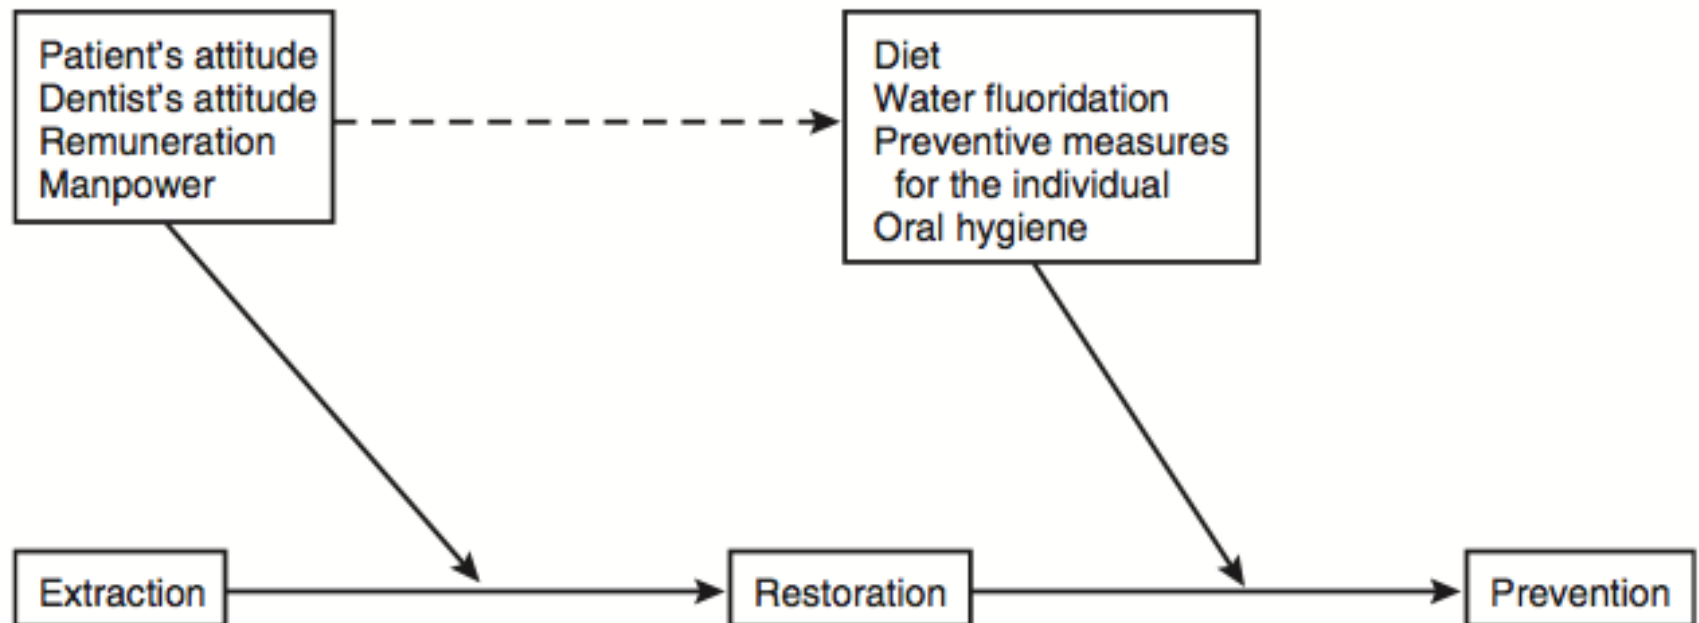 Patient's attitude
Dentist's attitude
Remuneration
Manpower
Diet
Water fluoridation
Preventive measures
for the individual
Oral hygiene
Extraction
Restoration
Prevention